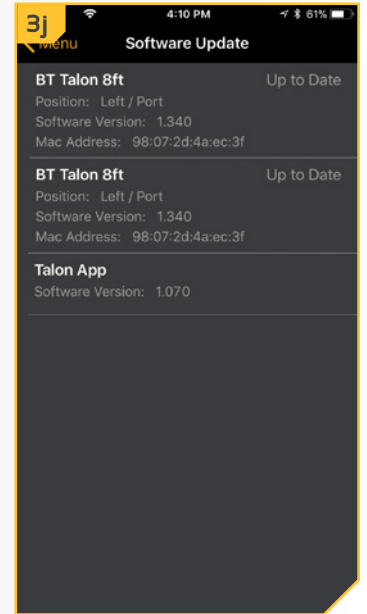 3j
4:10 PM
61%
Menu
Software Update
BT Talon 8ft
Up to Date
Position: Left / Port
Software Version: 1.340
Mac Address: 98:07:2d:4a:ec:3f
BT Talon 8ft
Up to Date
Position: Left / Port
Software Version: 1.340
Mac Address: 98:07:2d:4a:ec:3f
Talon App
Software Version: 1.070